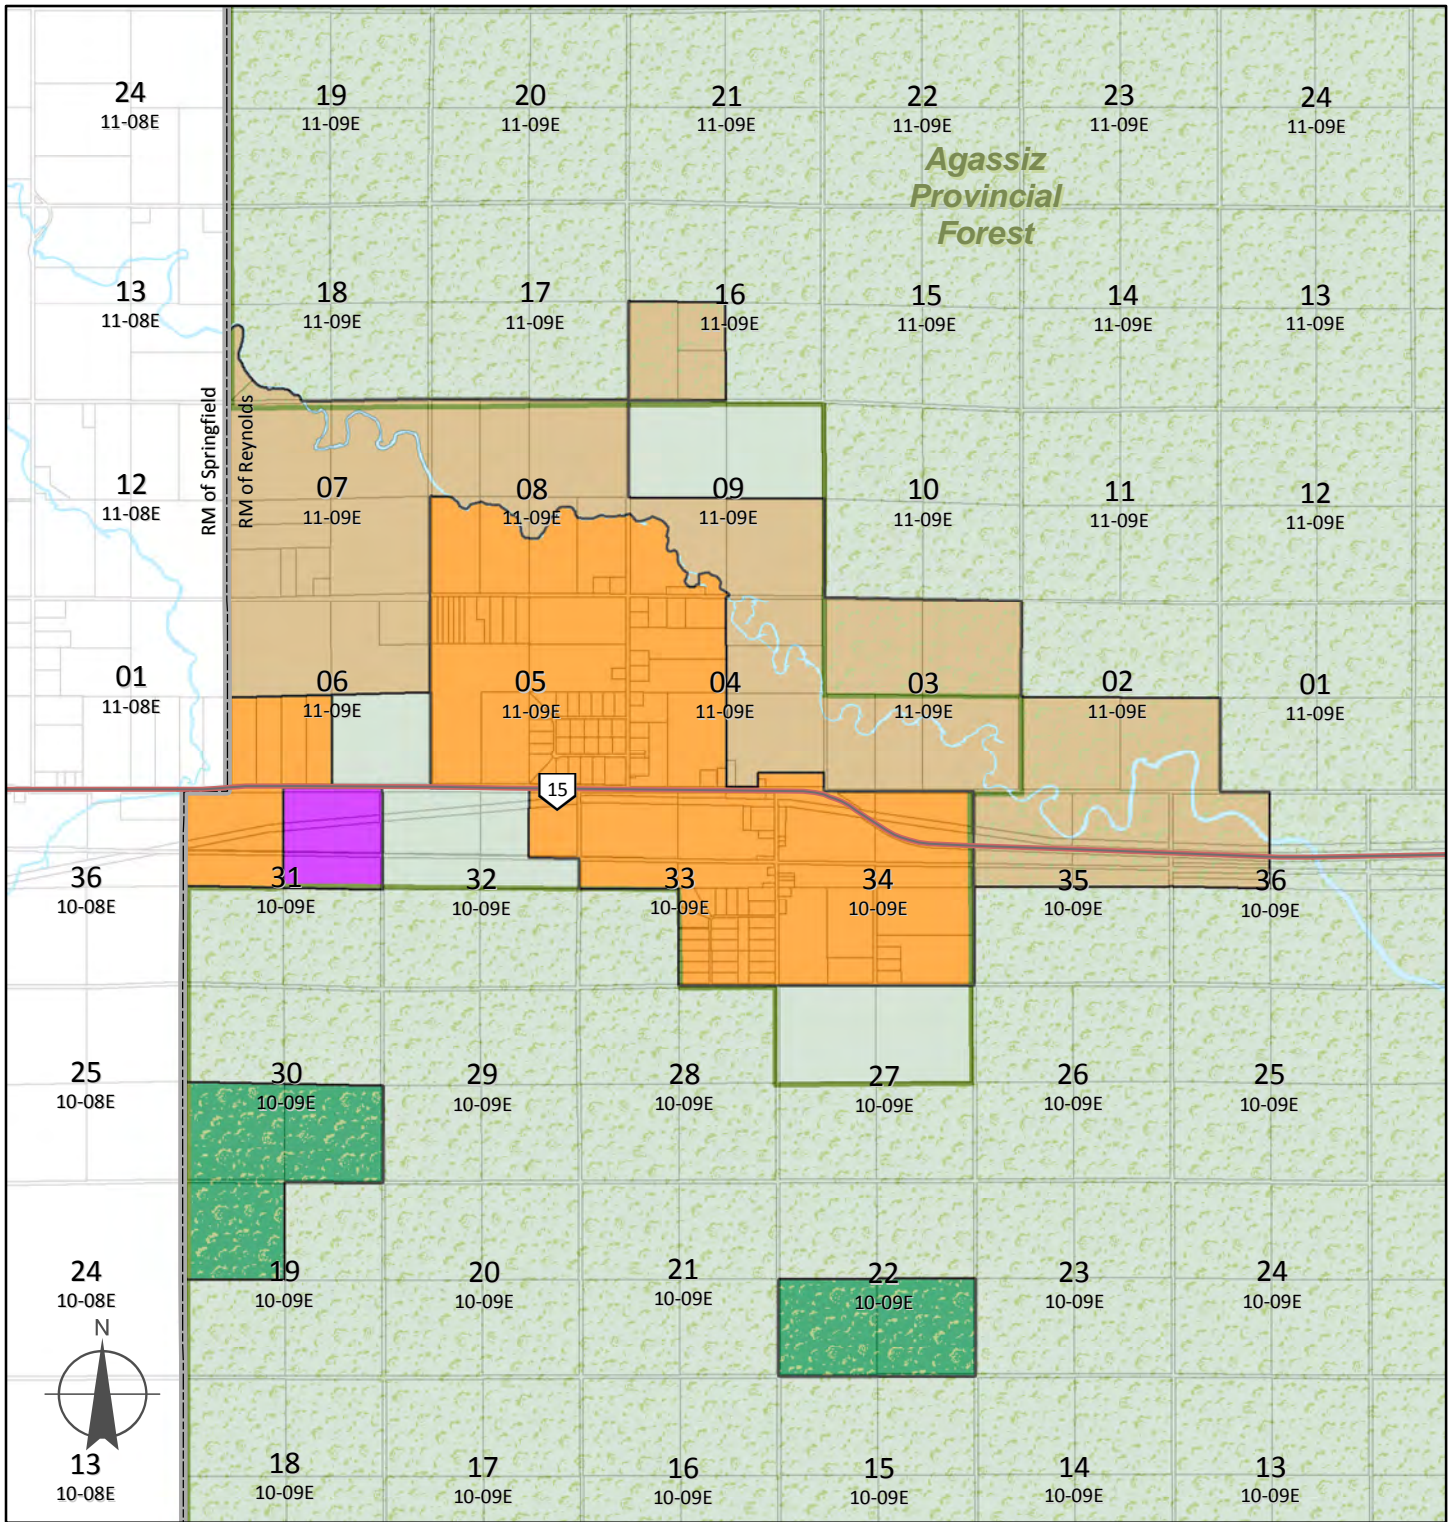 24 19 20 21 22 23 24
11-08E 11-09E 11-09E 11-09E 11-09E 11-09E 11-09E
Agassiz
Provincial
Forest
13 18 17 16 15 14 13
11-08E 11-09E 11-09E 11-09E 11-09E 11-09E 11-09E
RM of Springfield
RM of Reynolds
12 07 08 09 10 11 12
11-08E 11-09E 11-09E 11-09E 11-09E 11-09E 11-09E
01 06 05 04 03 02 01
11-08E 11-09E 11-09E 11-09E 11-09E 11-09E 11-09E
15
36 31 32 33 34 35 36
10-08E 10-09E 10-09E 10-09E 10-09E 10-09E 10-09E
25 30 29 28 27 26 25
10-08E 10-09E 10-09E 10-09E 10-09E 10-09E 10-09E
24 19 20 21 22 23 24
10-08E 10-09E 10-09E 10-09E 10-09E 10-09E 10-09E
N
13 18 17 16 15 14 13
10-08E 10-09E 10-09E 10-09E 10-09E 10-09E 10-09E